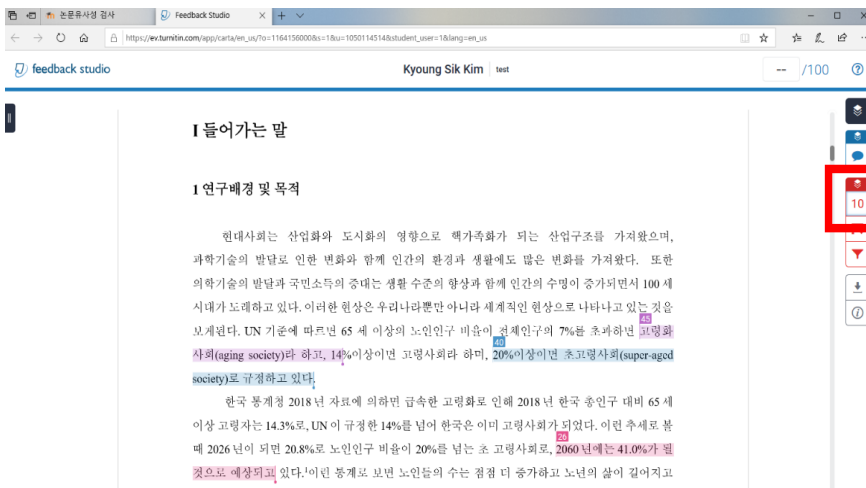 논문유사성 검사
Feedback Studio
https://ev.turnitin.com/app/carta/en_us/?o=1164156000&s=1&u=1050114514&student_user=1&lang=en_us
feedback studio
Kyoung Sik Kim
test
-- /100
I 들어가는 말
1 연구배경 및 목적
현대사회는 산업화와 도시화의 영향으로 핵가족화가 되는 산업구조를 가져왔으며,
과학기술의 발달로 인한 변화와 함께 인간의 환경과 생활에도 많은 변화를 가져왔다. 또한
의학기술의 발달과 국민소득의 증대는 생활 수준의 향상과 함께 인간의 수명이 증가되면서 100 세
시대가 도래하고 있다. 이러한 현상은 우리나라뿐만 아니라 세계적인 현상으로 나타나고 있는 것을
45
보게된다. UN 기준에 따르면 65 세 이상의 노인인구 비율이 전체인구의 7%를 초과하면 고령화
40
사회(aging society)라 하고, 14%이상이면 고령사회라 하며, 20%이상이면 초고령사회(super-aged
society)로 규정하고 있다.
한국 통계청 2018 년 자료에 의하면 급속한 고령화로 인해 2018 년 한국 총인구 대비 65 세
이상 고령자는 14.3%로, UN 이 규정한 14%를 넘어 한국은 이미 고령사회가 되었다. 이런 추세로 볼
26
때 2026 년이 되면 20.8%로 노인인구 비율이 20%를 넘는 초 고령사회로, 2060 년에는 41.0%가 될
것으로 예상되고 있다.¹이런 통계로 보면 노인들의 수는 점점 더 증가하고 노년의 삶이 길어지고
10